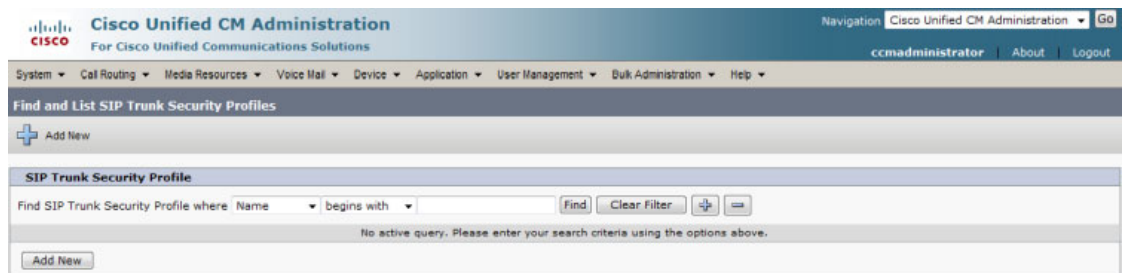 Cisco Unified CM Administration
Navigation Cisco Unified CM Administration Go
CISCO For Cisco Unified Communications Solutions
ccmadministrator | About | Logout
System Call Routing Media Resources Voice Mail Device Application User Management Bulk Administration Help
Find and List SIP Trunk Security Profiles
Add New
SIP Trunk Security Profile
Find SIP Trunk Security Profile where Name begins with Find Clear Filter
No active query. Please enter your search criteria using the options above.
Add New